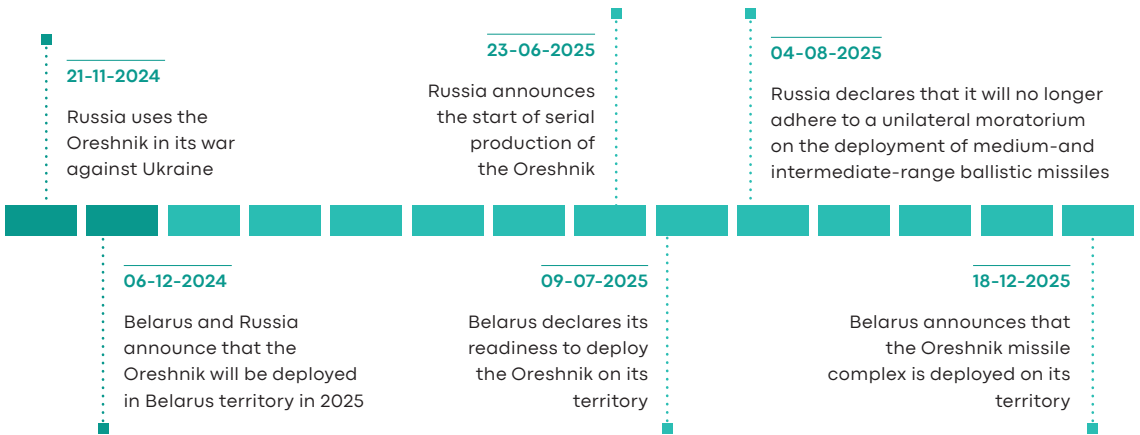 21-11-2024
Russia uses the
Oreshnik in its war
against Ukraine
23-06-2025
Russia announces
the start of serial
production of
the Oreshnik
04-08-2025
Russia declares that it will no longer
adhere to a unilateral moratorium
on the deployment of medium-and
intermediate-range ballistic missiles
06-12-2024
Belarus and Russia
announce that the
Oreshnik will be deployed
in Belarus territory in 2025
09-07-2025
Belarus declares its
readiness to deploy
the Oreshnik on its
territory
18-12-2025
Belarus announces that
the Oreshnik missile
complex is deployed on its
territory